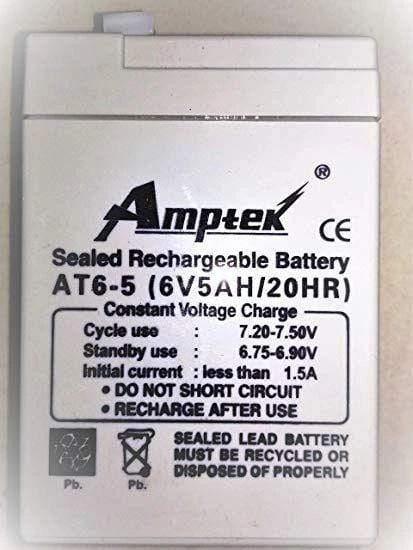 Amptek ®
CE
Sealed Rechargeable Battery
AT6-5 (6V5AH/20HR)
Constant Voltage Charge
Cycle use : 7.20-7.50V
Standby use : 6.75-6.90V
Initial current : less than 1.5A
• DO NOT SHORT CIRCUIT
• RECHARGE AFTER USE
SEALED LEAD BATTERY
MUST BE RECYCLED OR
DISPOSED OF PROPERLY
Pb. Pb.